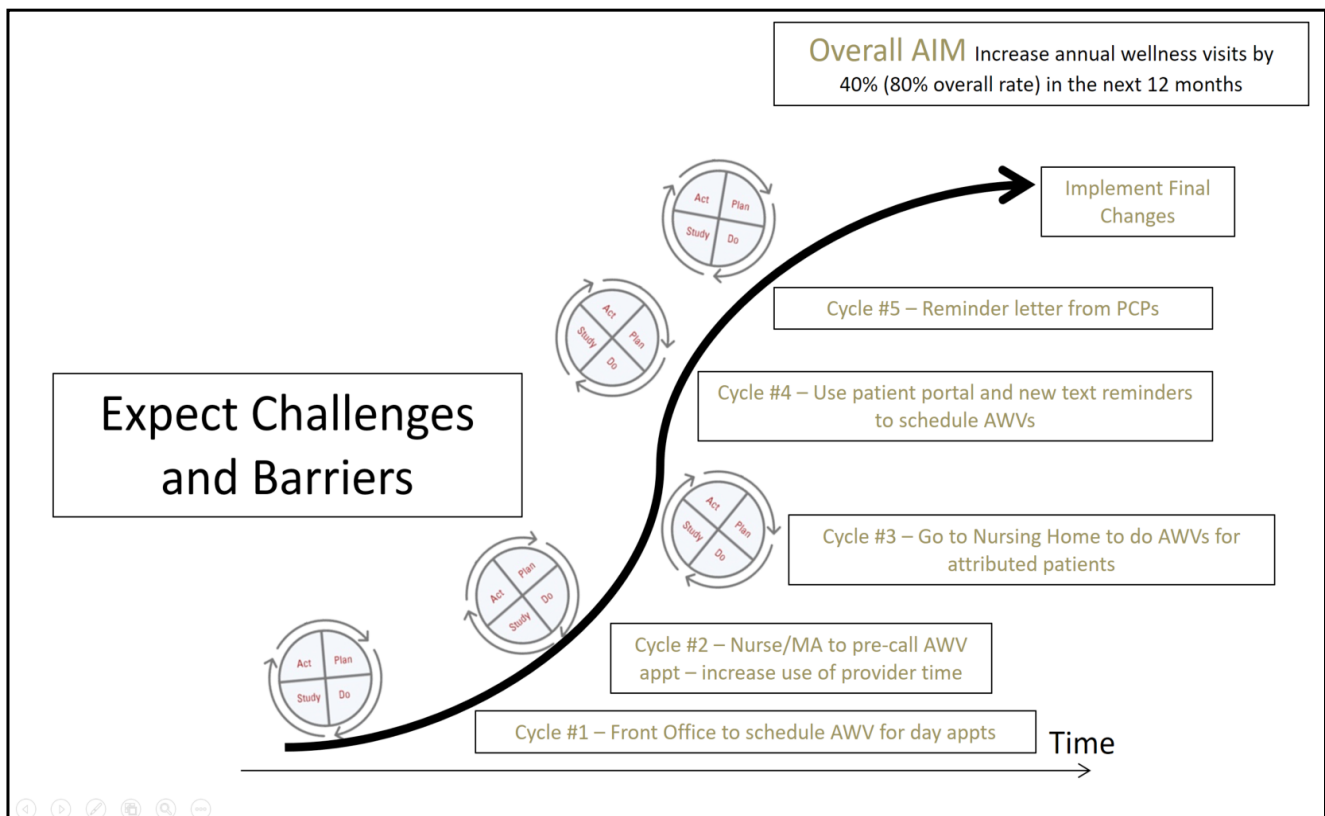 Overall AIM Increase annual wellness visits by
40% (80% overall rate) in the next 12 months
Act
Plan
Study
Do
Implement Final
Changes
Act
Plan
Study
Do
Cycle #5 – Reminder letter from PCPs
Expect Challenges
and Barriers
Cycle #4 – Use patient portal and new text reminders
to schedule AWVs
Act
Plan
Study
Do
Cycle #3 – Go to Nursing Home to do AWVs for
attributed patients
Plan
Act
Do
Study
Cycle #2 – Nurse/MA to pre-call AWV
appt – increase use of provider time
Act
Plan
Study
Do
Cycle #1 – Front Office to schedule AWV for day appts
Time